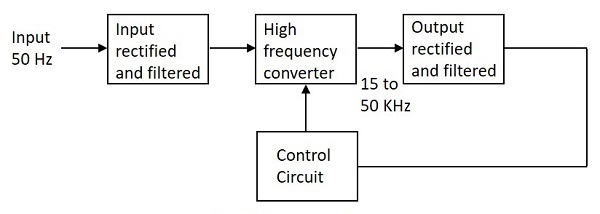 Input
50 Hz
Input
rectified
and filtered
High
frequency
converter
15 to
50 KHz
Output
rectified
and filtered
Control
Circuit